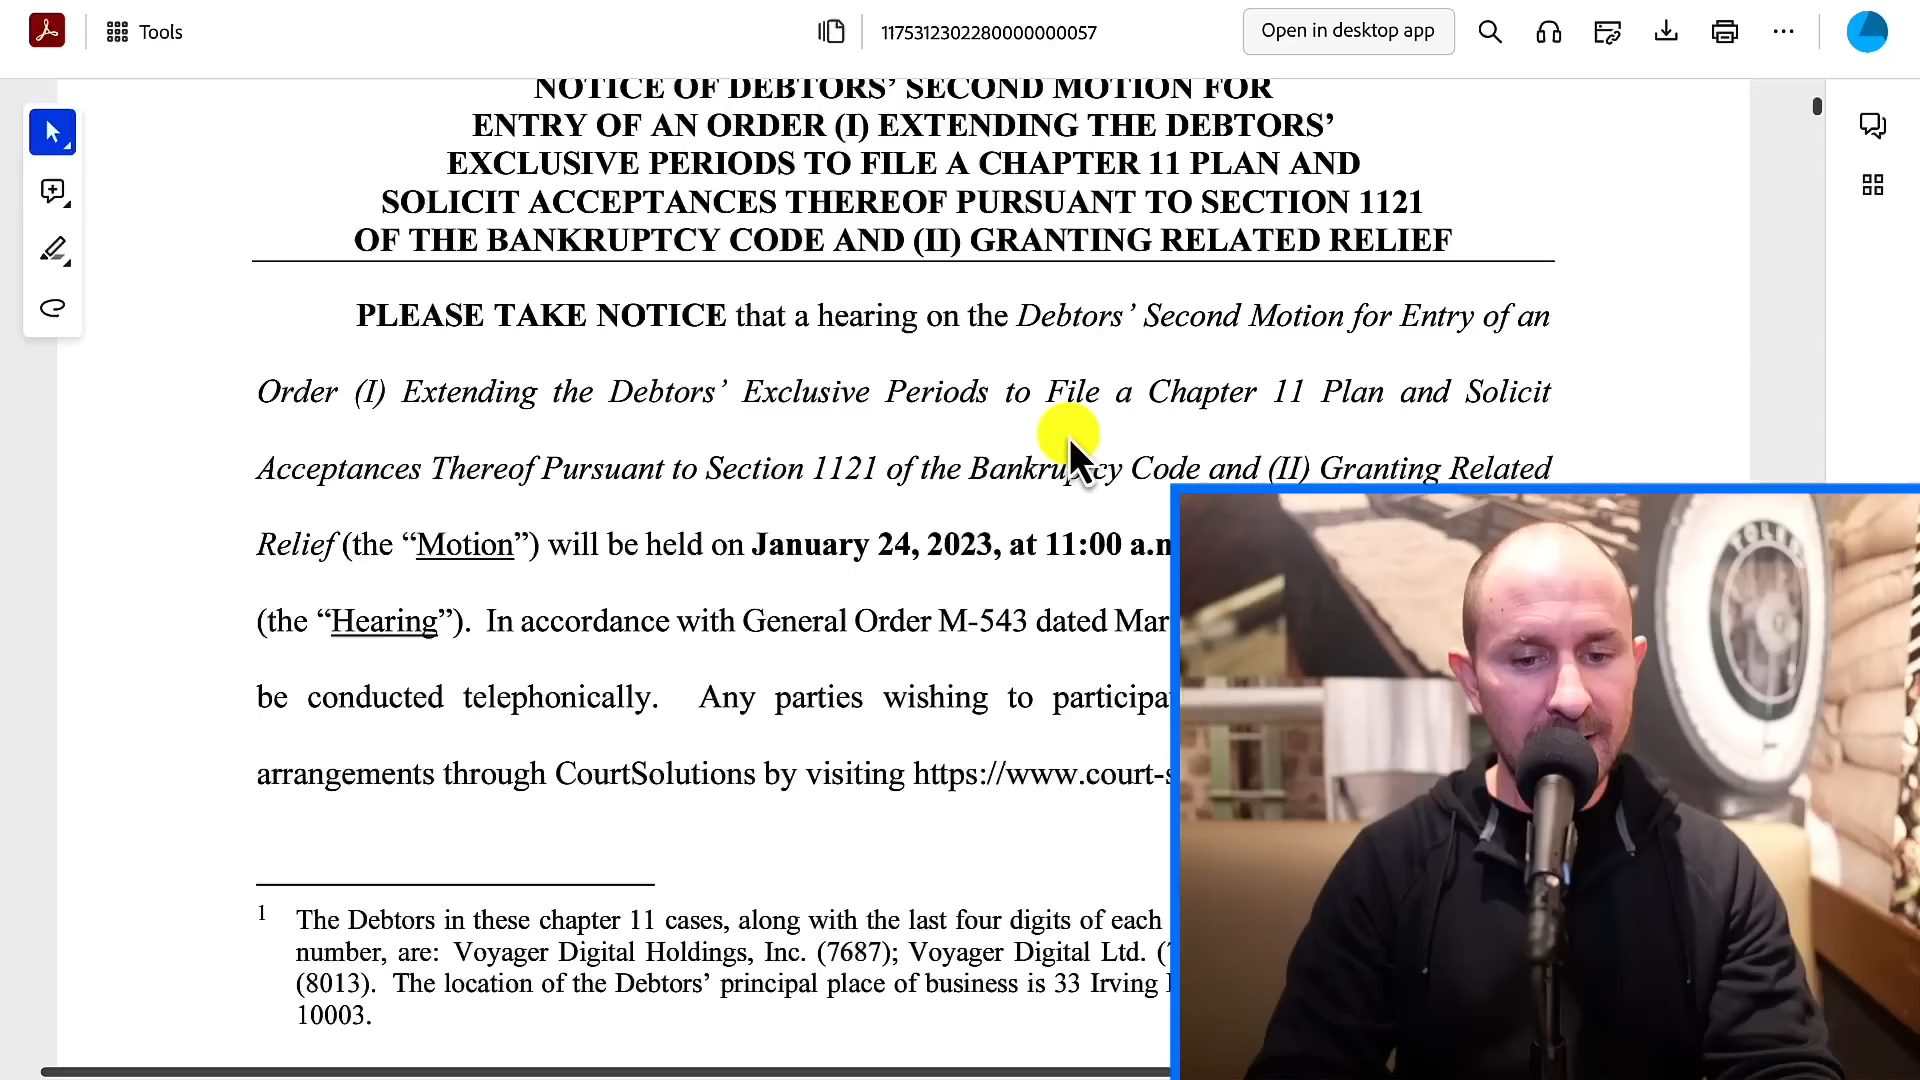 Tools
11753123022800000000057
Open in desktop app
NOTICE OF DEBTORS’ SECOND MOTION FOR
ENTRY OF AN ORDER (I) EXTENDING THE DEBTORS’
EXCLUSIVE PERIODS TO FILE A CHAPTER 11 PLAN AND
SOLICIT ACCEPTANCES THEREOF PURSUANT TO SECTION 1121
OF THE BANKRUPTCY CODE AND (II) GRANTING RELATED RELIEF
PLEASE TAKE NOTICE that a hearing on the Debtors’ Second Motion for Entry of an
Order (I) Extending the Debtors’ Exclusive Periods to File a Chapter 11 Plan and Solicit
Acceptances Thereof Pursuant to Section 1121 of the Bankruptcy Code and (II) Granting Related
Relief (the “Motion”) will be held on January 24, 2023, at 11:00 a.m
(the “Hearing”). In accordance with General Order M-543 dated Mar
be conducted telephonically. Any parties wishing to participa
arrangements through CourtSolutions by visiting https://www.court-s
1 The Debtors in these chapter 11 cases, along with the last four digits of each
number, are: Voyager Digital Holdings, Inc. (7687); Voyager Digital Ltd. (
(8013). The location of the Debtors’ principal place of business is 33 Irving
10003.